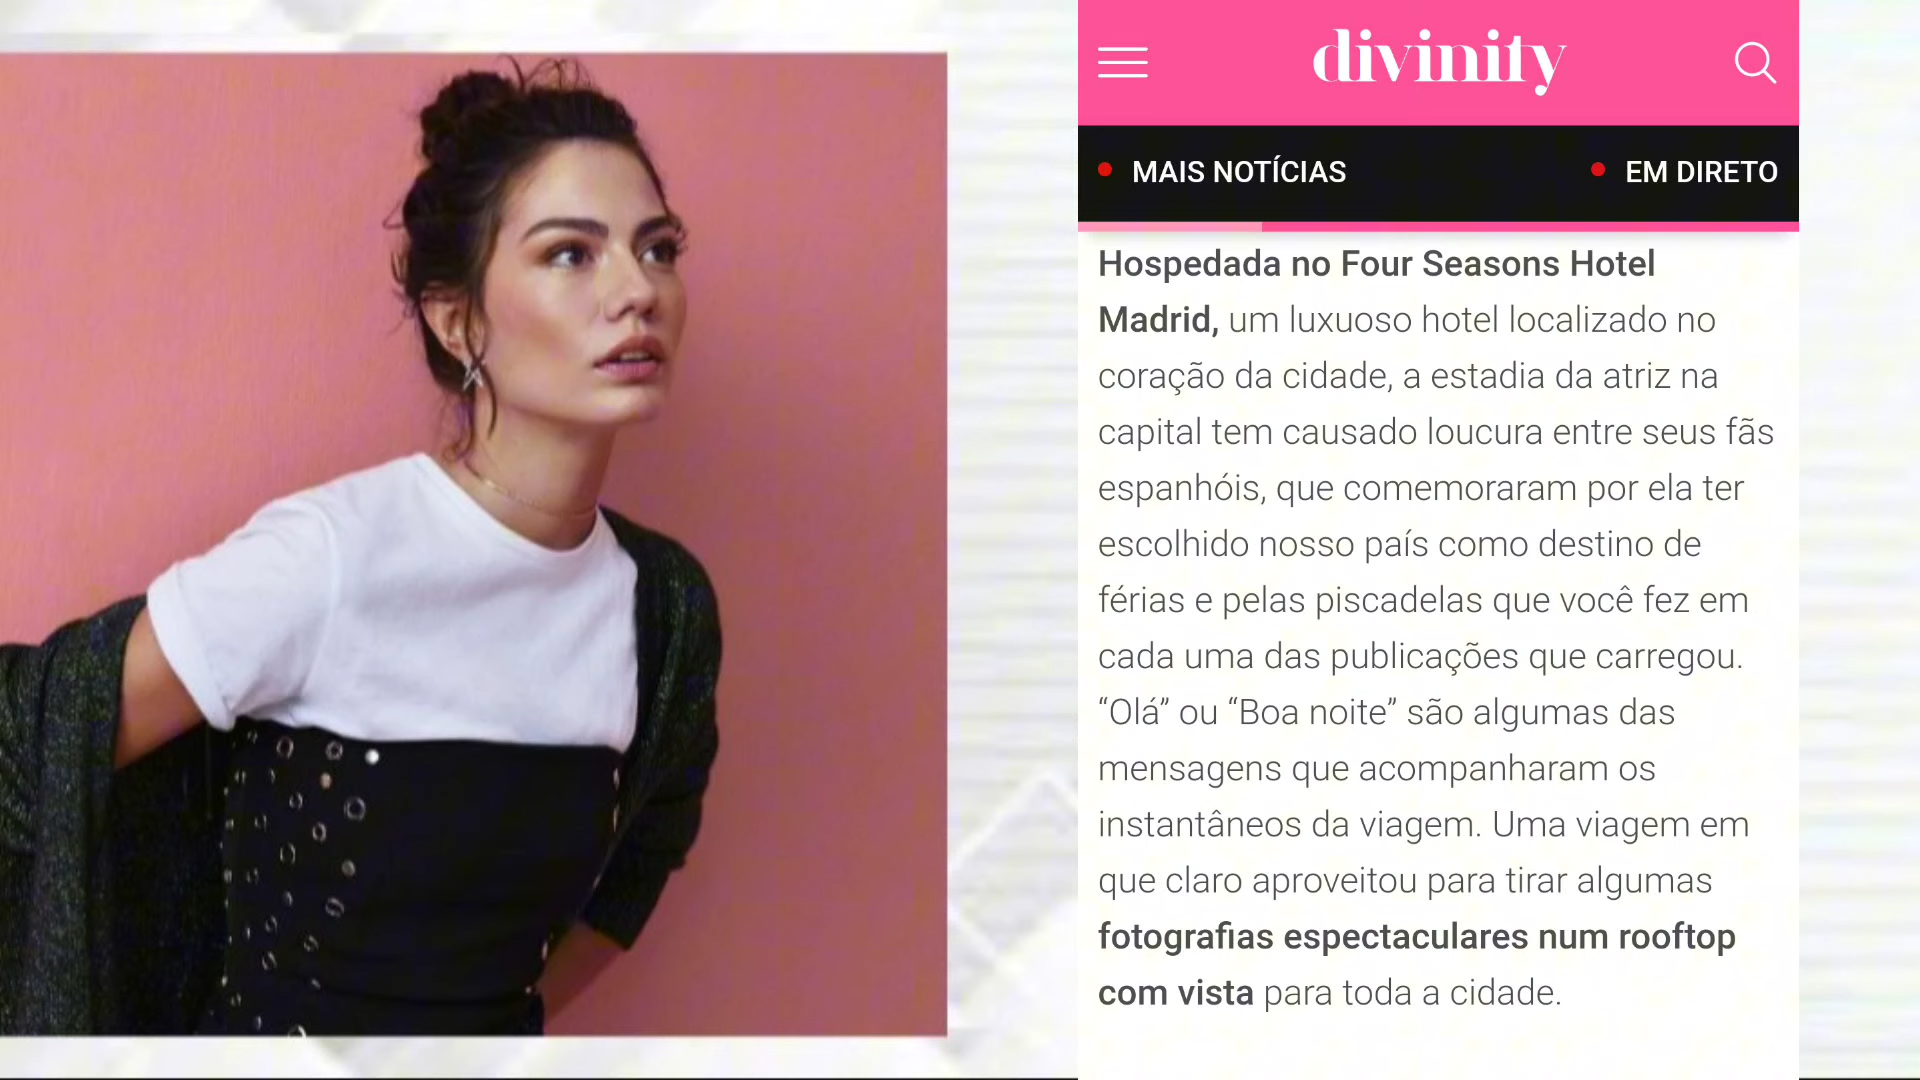 divinity
MAIS NOTÍCIAS
EM DIRETO
Hospedada no Four Seasons Hotel
Madrid, um luxuoso hotel localizado no
coração da cidade, a estadia da atriz na
capital tem causado loucura entre seus fãs
espanhóis, que comemoraram por ela ter
escolhido nosso país como destino de
férias e pelas piscadelas que você fez em
cada uma das publicações que carregou.
“Olá” ou “Boa noite” são algumas das
mensagens que acompanharam os
instantâneos da viagem. Uma viagem em
que claro aproveitou para tirar algumas
fotografias espectaculares num rooftop
com vista para toda a cidade.